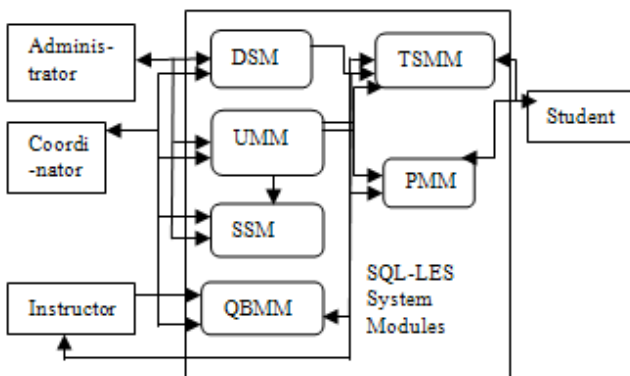 Adminis-
trator
DSM
TSMM
Student
Coordi
-nator
UMM
PMM
SSM
SQL-LES
System
Modules
Instructor
QBMM